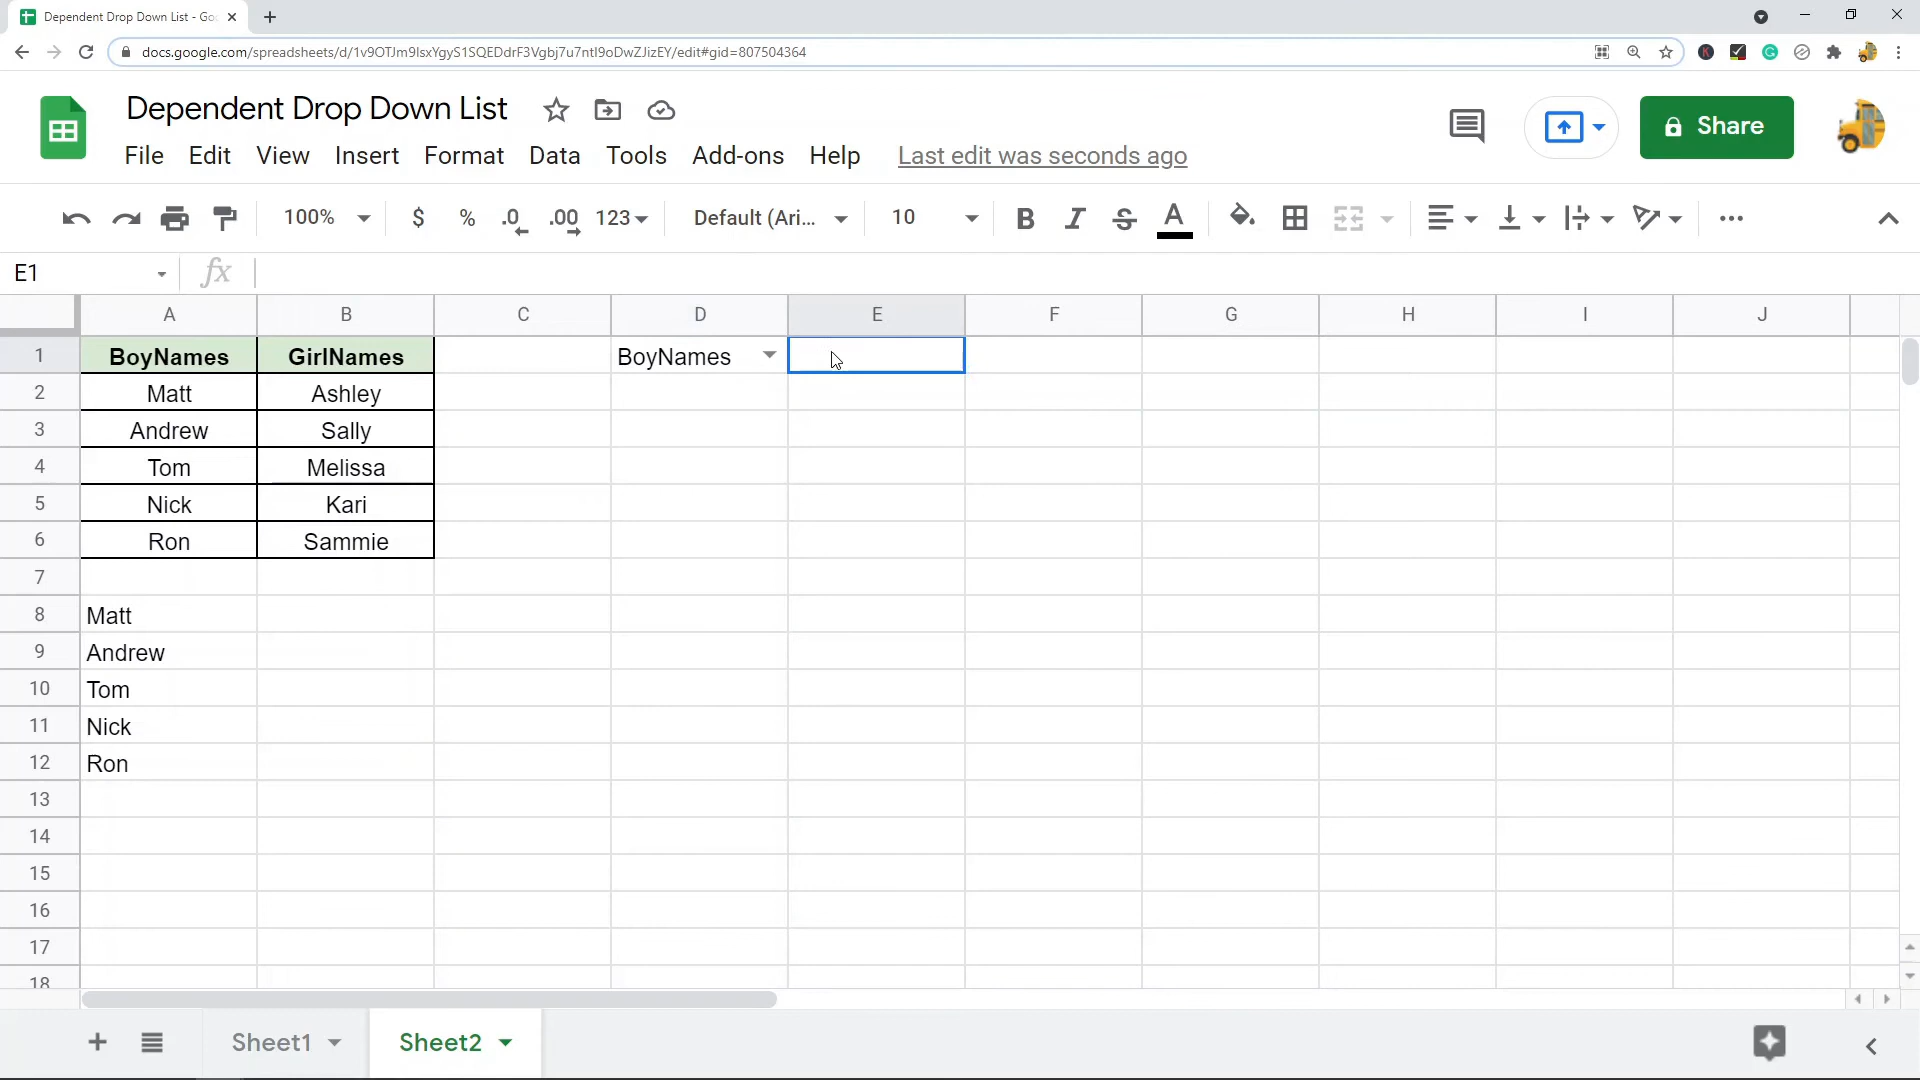 Dependent Drop Down List - Goo
docs.google.com/spreadsheets/d/1v9OTJm9lsxYgyS1SQEDdrF3Vgbj7u7ntl9oDwZJizEY/edit#gid=807504364
Dependent Drop Down List
Share
File Edit View Insert Format Data Tools Add-ons Help Last edit was seconds ago
100% $ % .0 .00 123 Default (Ari... 10 B I S A
E1 fx
A B C D E F G H I J
1 BoyNames GirlNames BoyNames
2 Matt Ashley
3 Andrew Sally
4 Tom Melissa
5 Nick Kari
6 Ron Sammie
7
8 Matt
9 Andrew
10 Tom
11 Nick
12 Ron
13
14
15
16
17
18
Sheet1 Sheet2